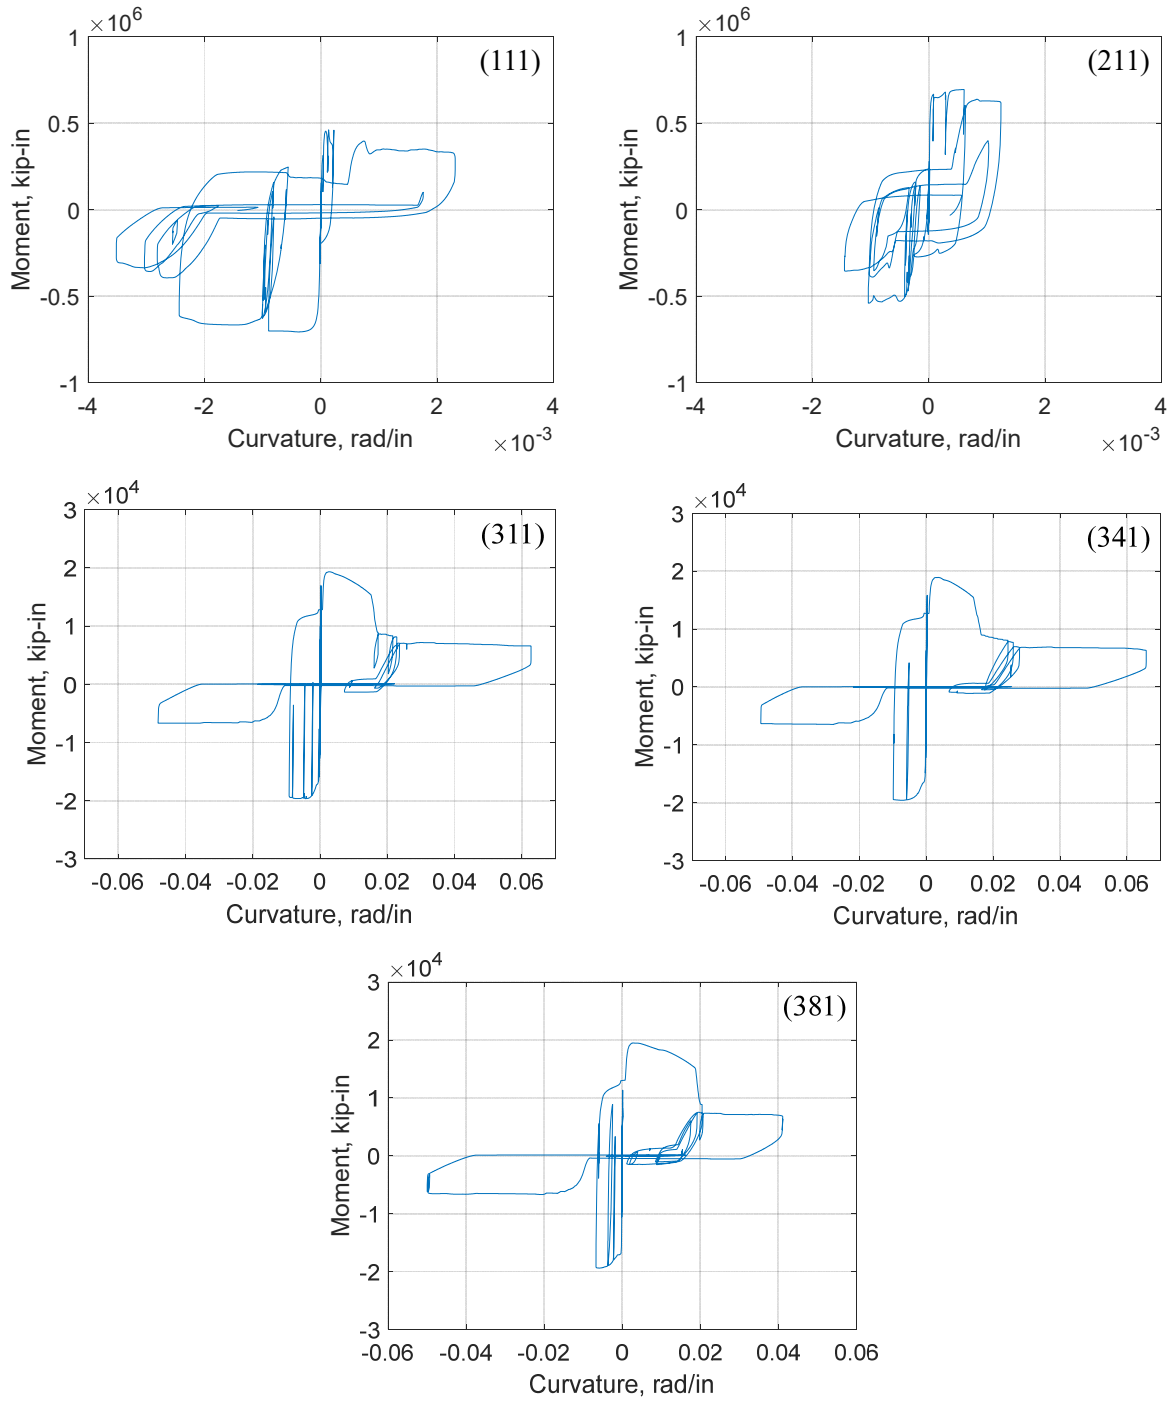 ×10^6
1
0.5
0
-0.5
-1
Moment, kip-in
(111)
-4 -2 0 2 4
Curvature, rad/in
×10^-3
×10^6
1
0.5
0
-0.5
-1
Moment, kip-in
(211)
-4 -2 0 2 4
Curvature, rad/in
×10^-3
×10^4
3
2
1
0
-1
-2
-3
Moment, kip-in
(311)
-0.06 -0.04 -0.02 0 0.02 0.04 0.06
Curvature, rad/in
×10^4
3
2
1
0
-1
-2
-3
Moment, kip-in
(341)
-0.06 -0.04 -0.02 0 0.02 0.04 0.06
Curvature, rad/in
×10^4
3
2
1
0
-1
-2
-3
Moment, kip-in
(381)
-0.06 -0.04 -0.02 0 0.02 0.04 0.06
Curvature, rad/in